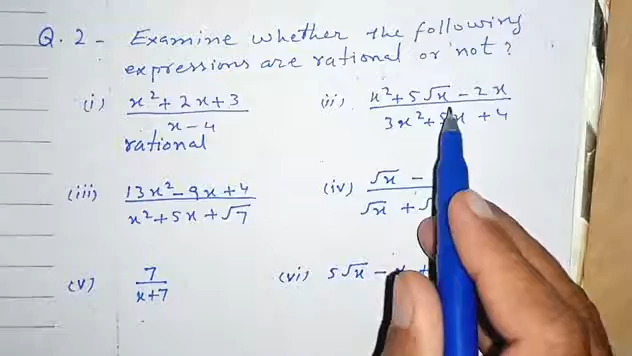 Q. 2 - Examine whether the following
expressions are rational or not?
(i) x²+2x+3 / x-4
rational
(ii) x²+5√x-2x / 3x²+5x+4
(iii) 13x²-9x+4 / x²+5x+√7
(iv) √x - / √x + √
(v) 7 / x+7
(vi) 5√x - x +